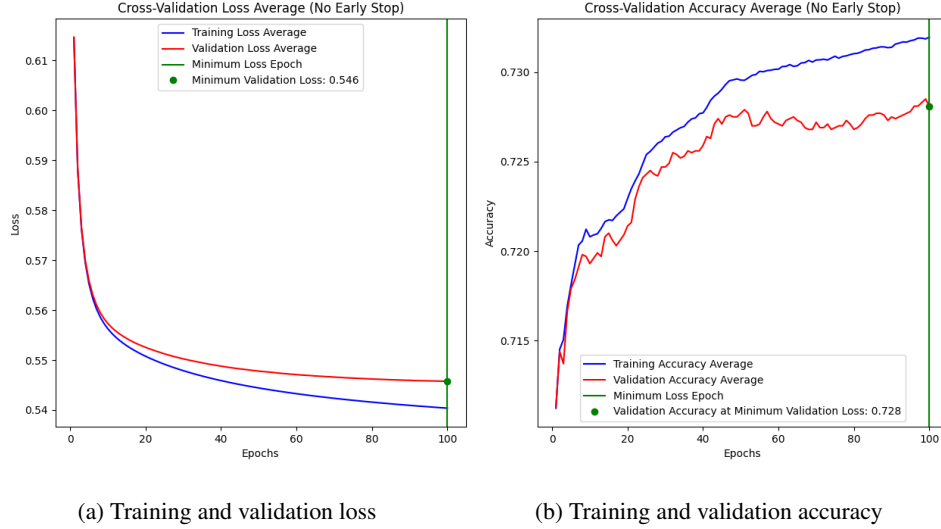 Cross-Validation Loss Average (No Early Stop)
Training Loss Average
Validation Loss Average
Minimum Loss Epoch
Minimum Validation Loss: 0.546
0.61
0.60
0.59
0.58
0.57
0.56
0.55
0.54
Loss
0 20 40 60 80 100
Epochs
(a) Training and validation loss
Cross-Validation Accuracy Average (No Early Stop)
0.730
0.725
0.720
0.715
Accuracy
Training Accuracy Average
Validation Accuracy Average
Minimum Loss Epoch
Validation Accuracy at Minimum Validation Loss: 0.728
0 20 40 60 80 100
Epochs
(b) Training and validation accuracy